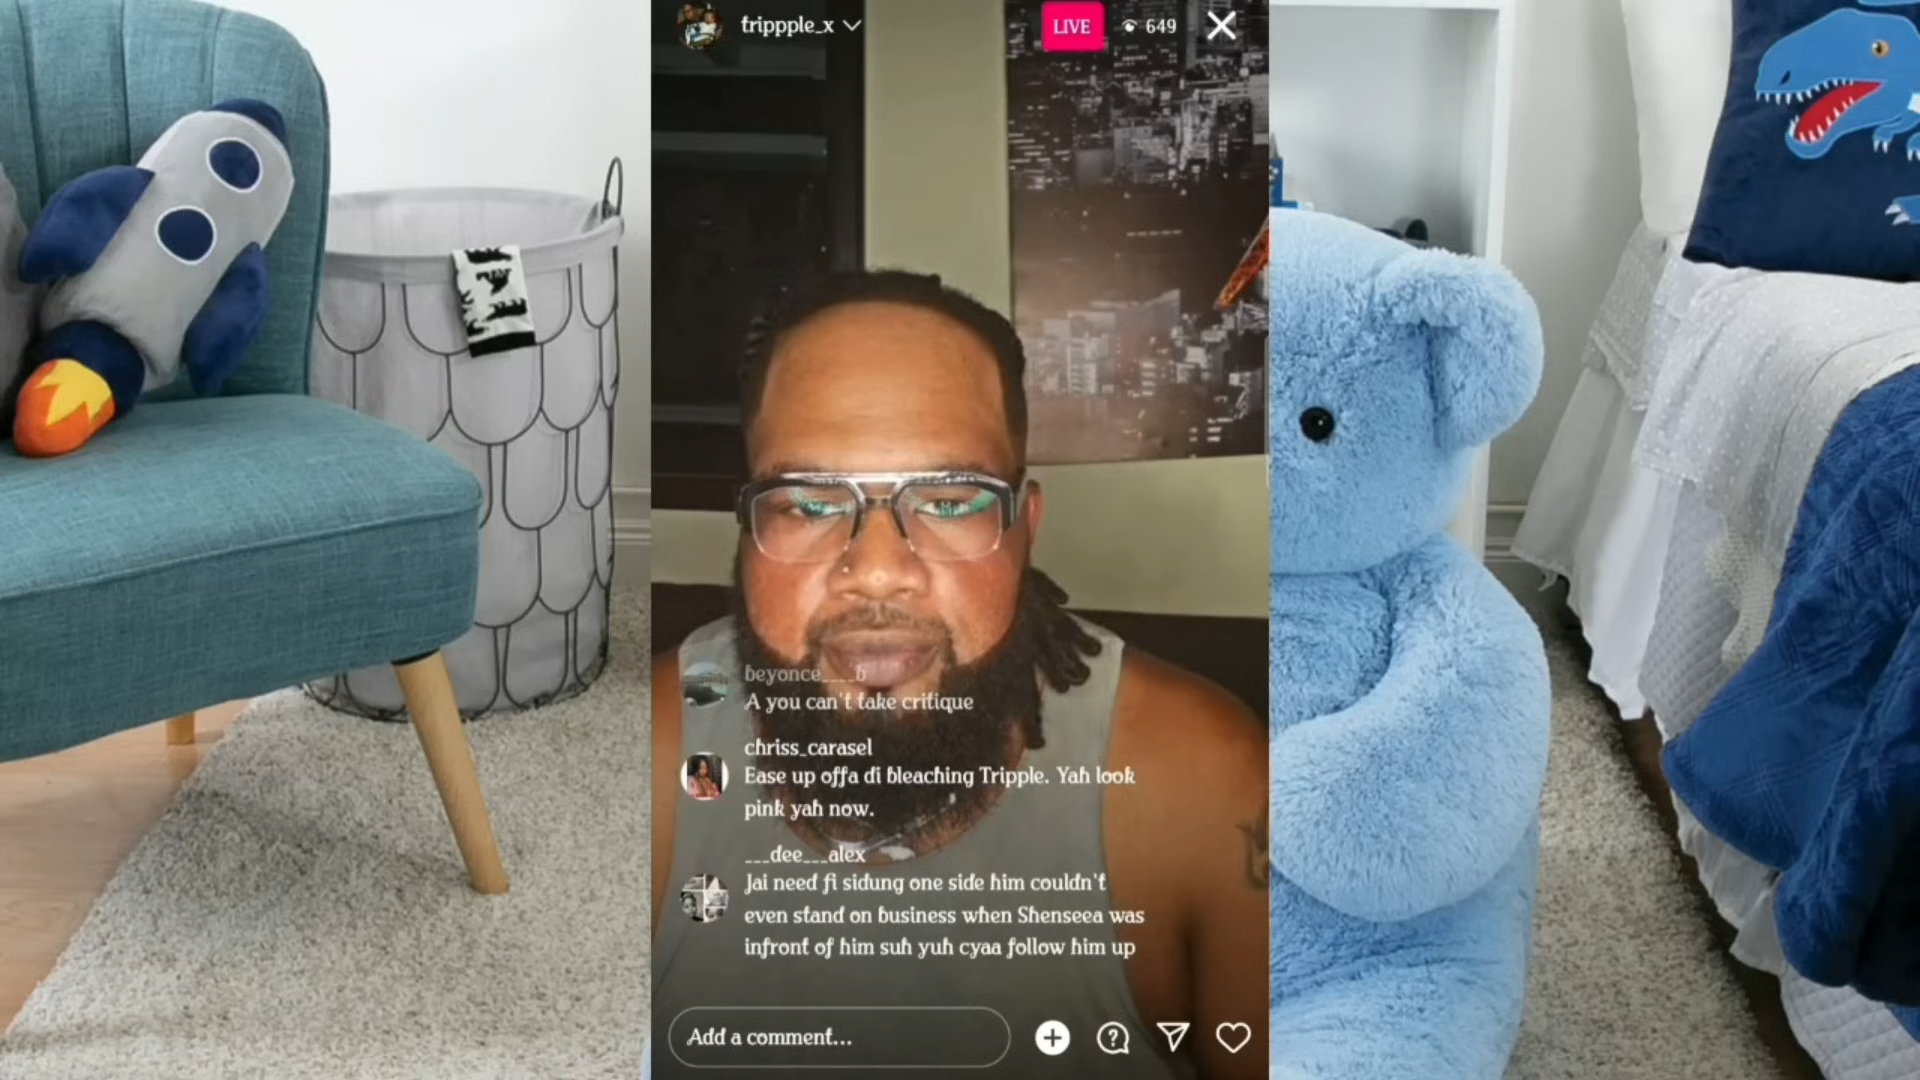 trippple_x
LIVE
649
beyonce____b
A you can't take critique
chriss_carasel
Ease up offa di bleaching Tripple. Yah look
pink yah now.
___dee___alex
Jai need fi sidung one side him couldn't
even stand on business when Shenseea was
infront of him suh yuh cyaa follow him up
Add a comment...